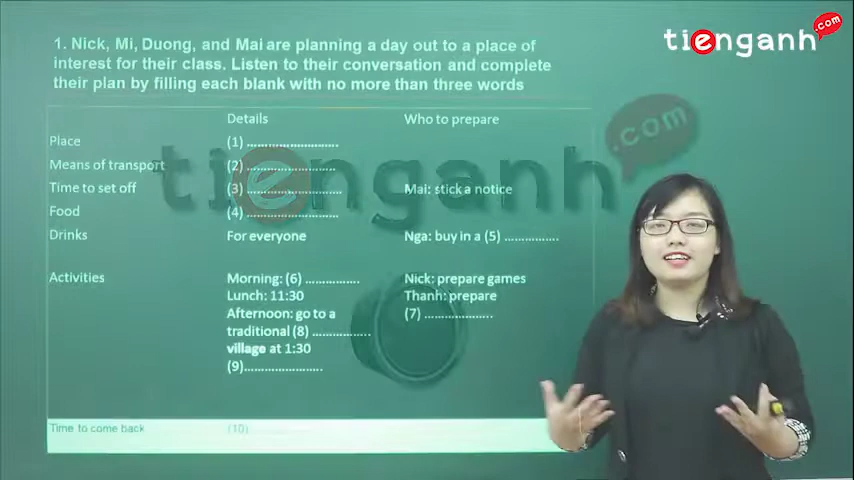 tienganh.com
1. Nick, Mi, Duong, and Mai are planning a day out to a place of
interest for their class. Listen to their conversation and complete
their plan by filling each blank with no more than three words
Details Who to prepare
Place (1) ........................
Means of transport (2) ........................
Time to set off (3) ........................ Mai: stick a notice
Food (4) ........................
Drinks For everyone Nga: buy in a (5) ..............
Activities Morning: (6) .............. Nick: prepare games
Lunch: 11:30 Thanh: prepare
Afternoon: go to a (7) ..................
traditional (8) ...............
village at 1:30
(9)......................
Time to come back (10) ........................
tienganh.com